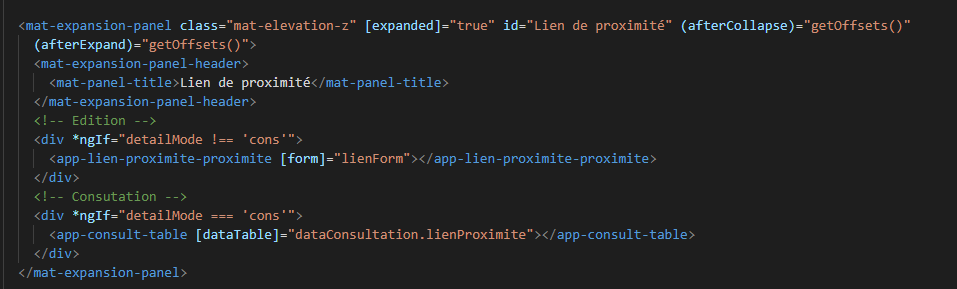 <mat-expansion-panel class="mat-elevation-z" [expanded]="true" id="Lien de proximité" (afterCollapse)="getOffsets()"
(afterExpand)="getOffsets()">
<mat-expansion-panel-header>
<mat-panel-title>Lien de proximité</mat-panel-title>
</mat-expansion-panel-header>
<!-- Edition -->
<div *ngIf="detailMode !== 'cons'">
<app-lien-proximite-proximite [form]="lienForm"></app-lien-proximite-proximite>
</div>
<!-- Consutation -->
<div *ngIf="detailMode === 'cons'">
<app-consult-table [dataTable]="dataConsultation.lienProximite"></app-consult-table>
</div>
</mat-expansion-panel>